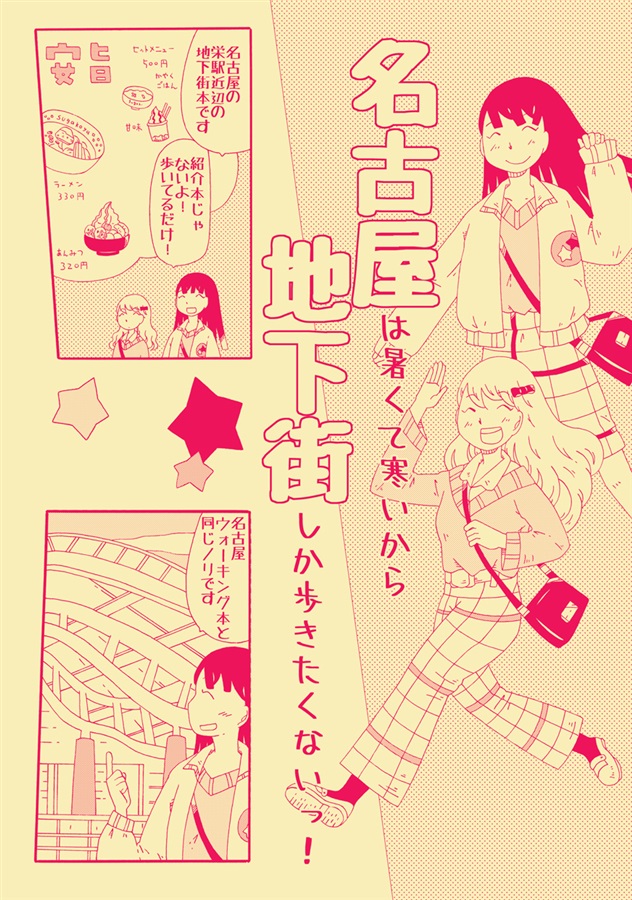 名古屋は暑くて寒いから
地下街しか歩きたくないっ！
名古屋の
栄駅近辺の
地下街本です
紹介本じゃ
ないよ！
歩いてるだけ！
安
旨
セットメニュー
500円
かやく
ごはん
甘味
Sugakoya
ラーメン
330円
あんみつ
320円
名古屋
ウォーキング本と
同じノリです